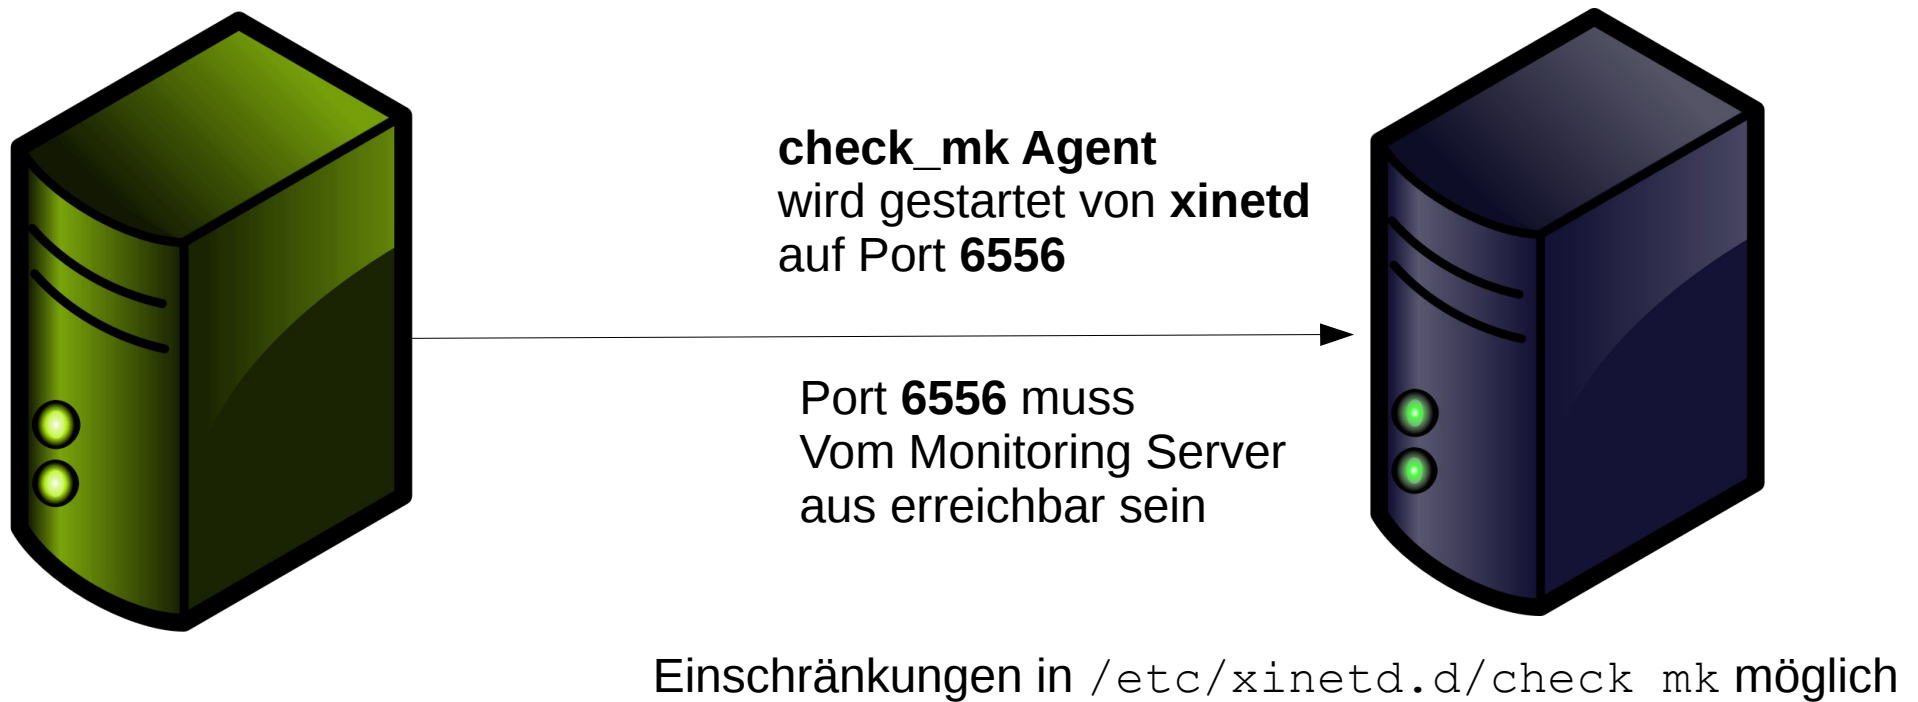 check_mk Agent
wird gestartet von xinetd
auf Port 6556
Port 6556 muss
Vom Monitoring Server
aus erreichbar sein
Einschränkungen in /etc/xinetd.d/check mk möglich